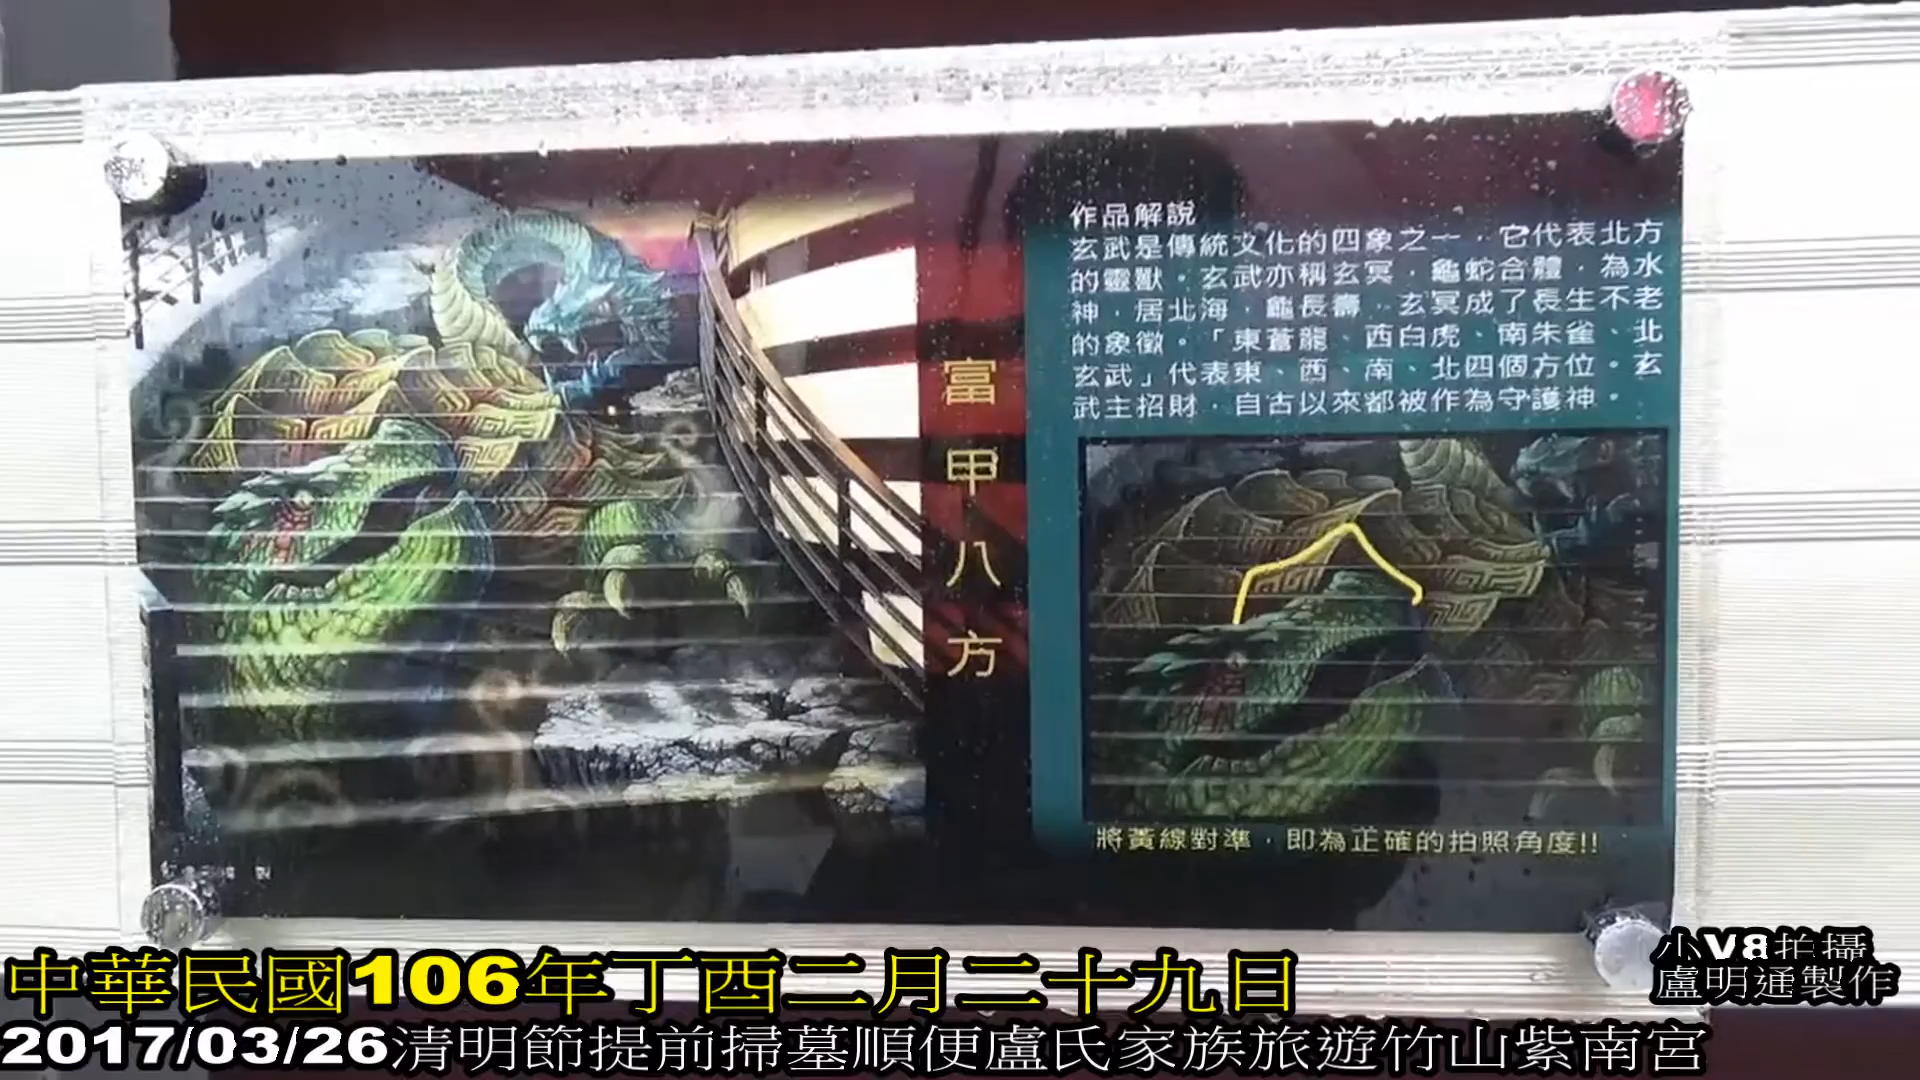 富甲八方
作品解說
玄武是傳統文化的四象之一，它代表北方
的靈獸。玄武亦稱玄冥，龜蛇合體，為水
神，居北海，龜長壽，玄冥成了長生不老
的象徵。「東蒼龍、西白虎、南朱雀、北
玄武」代表東、西、南、北四個方位。玄
武主招財，自古以來都被作為守護神。
將黃線對準，即為正確的拍照角度!!
小V8拍攝
盧明通製作
中華民國106年丁酉二月二十九日
2017/03/26清明節提前掃墓順便盧氏家族旅遊竹山紫南宮